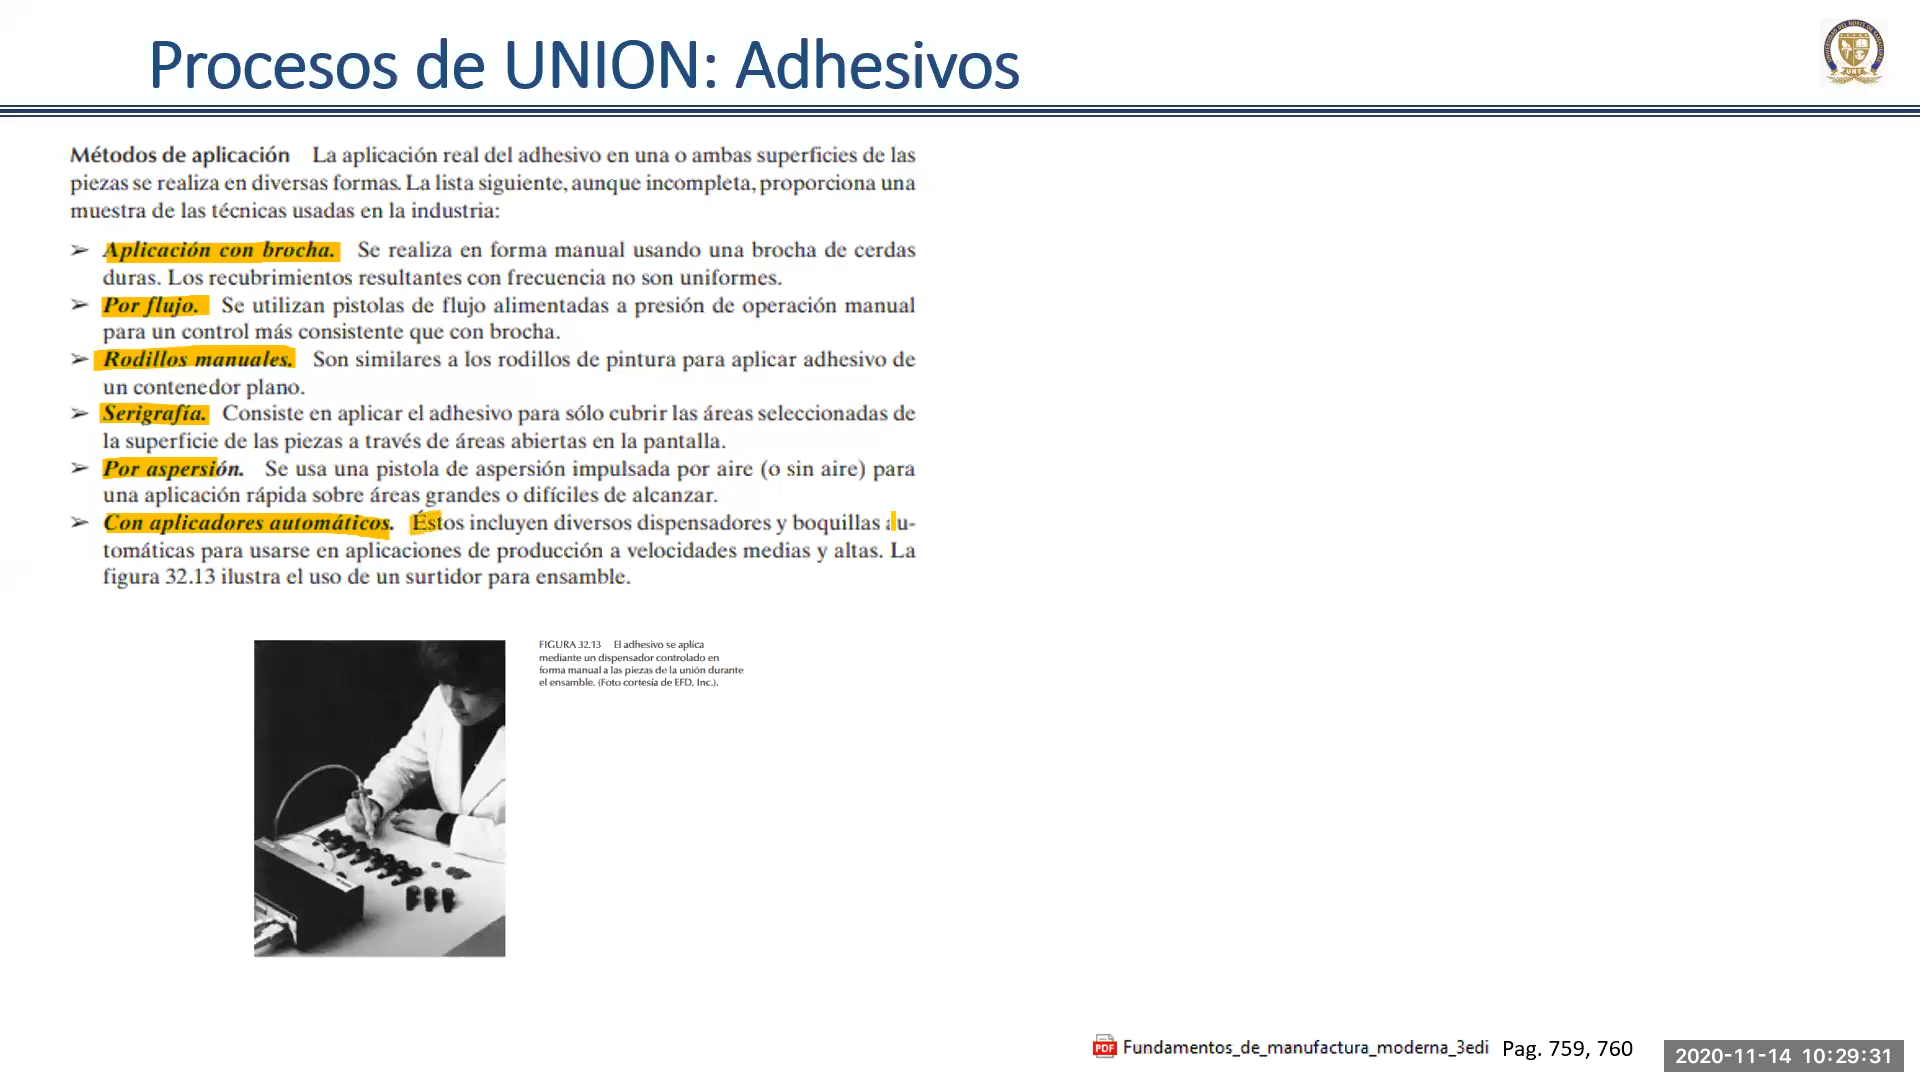 Procesos de UNION: Adhesivos
Métodos de aplicación La aplicación real del adhesivo en una o ambas superficies de las
piezas se realiza en diversas formas. La lista siguiente, aunque incompleta, proporciona una
muestra de las técnicas usadas en la industria:
➢ Aplicación con brocha. Se realiza en forma manual usando una brocha de cerdas
duras. Los recubrimientos resultantes con frecuencia no son uniformes.
➢ Por flujo. Se utilizan pistolas de flujo alimentadas a presión de operación manual
para un control más consistente que con brocha.
➢ Rodillos manuales. Son similares a los rodillos de pintura para aplicar adhesivo de
un contenedor plano.
➢ Serigrafía. Consiste en aplicar el adhesivo para sólo cubrir las áreas seleccionadas de
la superficie de las piezas a través de áreas abiertas en la pantalla.
➢ Por aspersión. Se usa una pistola de aspersión impulsada por aire (o sin aire) para
una aplicación rápida sobre áreas grandes o difíciles de alcanzar.
➢ Con aplicadores automáticos. Éstos incluyen diversos dispensadores y boquillas au-
tomáticas para usarse en aplicaciones de producción a velocidades medias y altas. La
figura 32.13 ilustra el uso de un surtidor para ensamble.
FIGURA 32.13 El adhesivo se aplica
mediante un dispensador controlado en
forma manual a las piezas de la unión durante
el ensamble. (Foto cortesía de EFD, Inc.).
PDF Fundamentos_de_manufactura_moderna_3edi Pag. 759, 760
2020-11-14 10:29:31